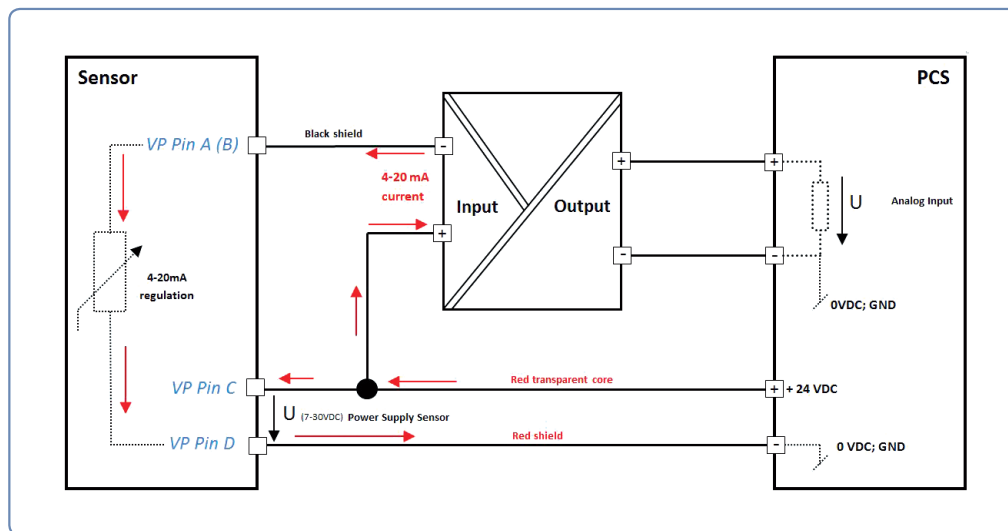 Sensor
PCS
VP Pin A (B)
Black shield
-
+
+
4-20 mA
current
Input
Output
U
Analog Input
+
4-20mA
regulation
-
-
0VDC; GND
VP Pin C
Red transparent core
+
+ 24 VDC
U (7-30VDC) Power Supply Sensor
VP Pin D
Red shield
-
0 VDC; GND